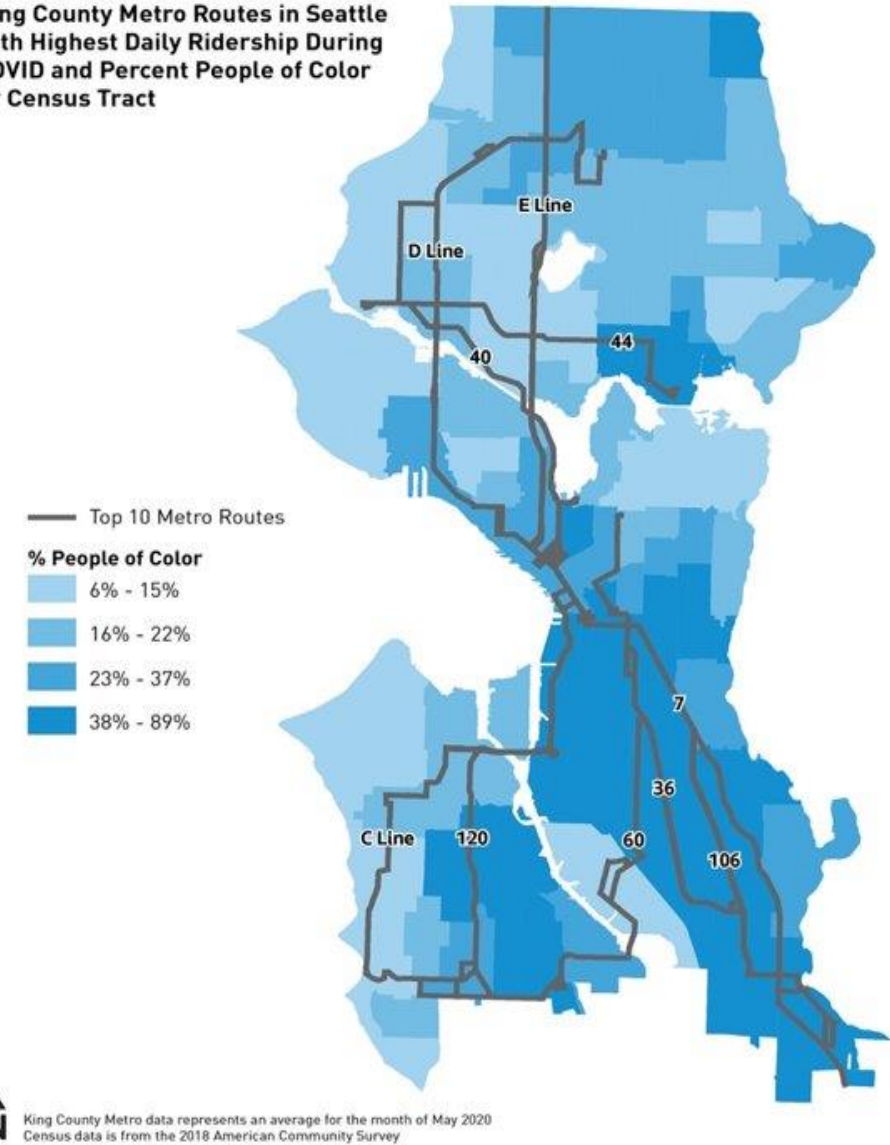 ng County Metro Routes in Seattle
th Highest Daily Ridership During
OVID and Percent People of Color
Census Tract
E Line
D Line
44
40
Top 10 Metro Routes
% People of Color
6% - 15%
16% - 22%
23% - 37%
38% - 89%
7
36
C Line
120
60
106
N
King County Metro data represents an average for the month of May 2020
Census data is from the 2018 American Community Survey